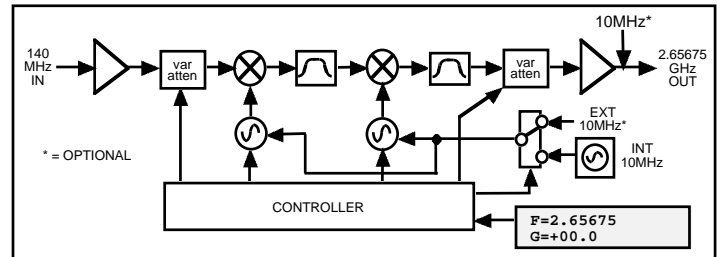 10MHz*
140
MHz
IN
var
atten
var
atten
2.65675
GHz
OUT
EXT
10MHz*
* = OPTIONAL
INT
10MHz
CONTROLLER
F=2.65675
G=+00.0